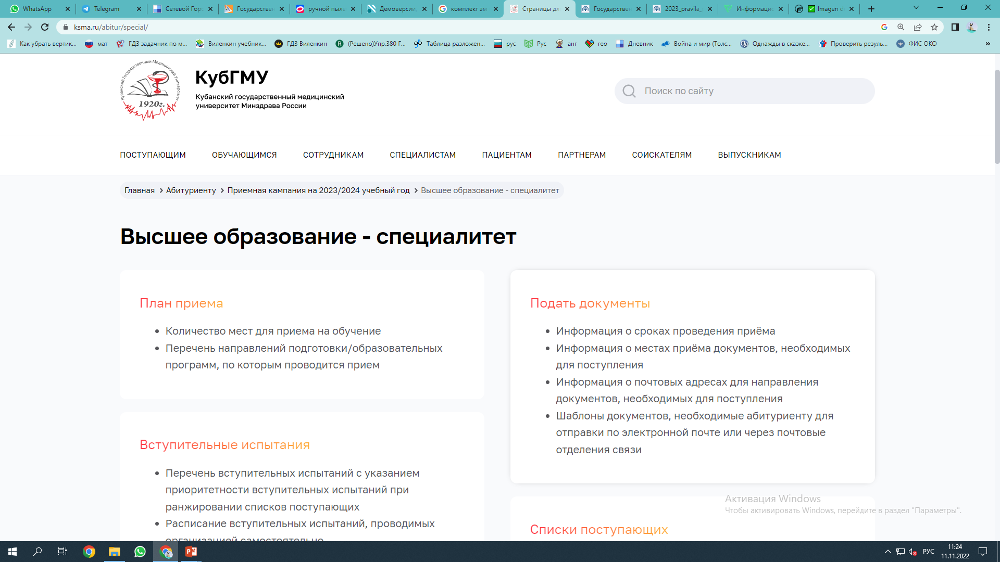 WhatsApp
Telegram
Сетевой Горо
Государствен
ручной пыле
Демоверсии,
комплект эм
Страницы дл
Государствен
2023_pravila_
Информацис
Imagen d
ksma.ru/abitur/special/
Как убрать вертик...
мат
ГДЗ задачник по м...
Виленкин учебник...
ГДЗ Виленкин
(Решено)Упр.380 Г...
Таблица разложен...
рус
Рус
анг
гео
Дневник
Война и мир (Толс...
Однажды в сказке...
Проверить резуль...
ФИС ОКО
»
Кубанский Государственный Медицинский Университет
1920г.
КубГМУ
Кубанский государственный медицинский
университет Минздрава России
Поиск по сайту
ПОСТУПАЮЩИМ
ОБУЧАЮЩИМСЯ
СОТРУДНИКАМ
СПЕЦИАЛИСТАМ
ПАЦИЕНТАМ
ПАРТНЕРАМ
СОИСКАТЕЛЯМ
ВЫПУСКНИКАМ
Главная > Абитуриенту > Приемная кампания на 2023/2024 учебный год > Высшее образование - специалитет
Высшее образование - специалитет
План приема
• Количество мест для приема на обучение
• Перечень направлений подготовки/образовательных
программ, по которым проводится прием
Вступительные испытания
• Перечень вступительных испытаний с указанием
приоритетности вступительных испытаний при
ранжировании списков поступающих
• Расписание вступительных испытаний, проводимых
организацией самостоятельно
Подать документы
• Информация о сроках проведения приёма
• Информация о местах приёма документов, необходимых
для поступления
• Информация о почтовых адресах для направления
документов, необходимых для поступления
• Шаблоны документов, необходимые абитуриенту для
отправки по электронной почте или через почтовые
отделения связи
Списки поступающих
Активация Windows
Чтобы активировать Windows, перейдите в раздел "Параметры".
РУС
11:24
11.11.2022